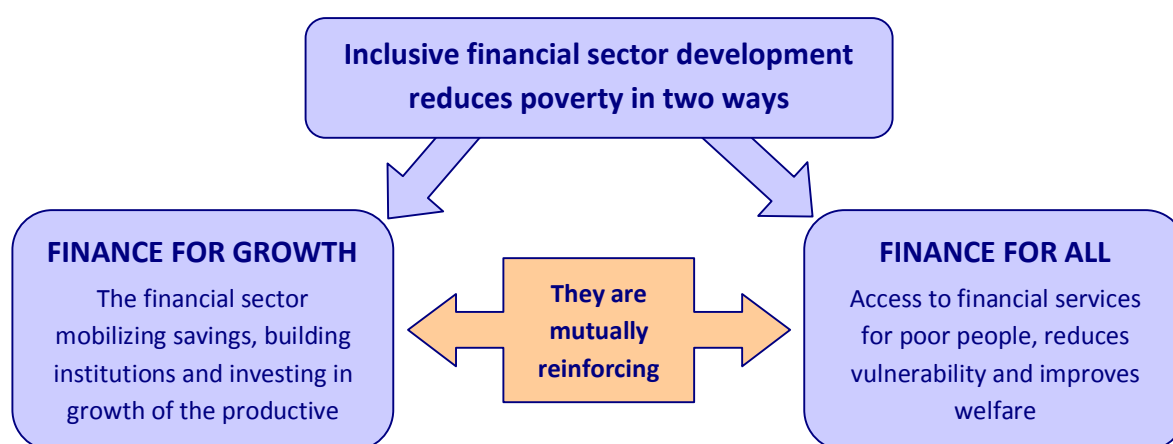 Inclusive financial sector development
reduces poverty in two ways
FINANCE FOR GROWTH
The financial sector
mobilizing savings, building
institutions and investing in
growth of the productive
They are
mutually
reinforcing
FINANCE FOR ALL
Access to financial services
for poor people, reduces
vulnerability and improves
welfare